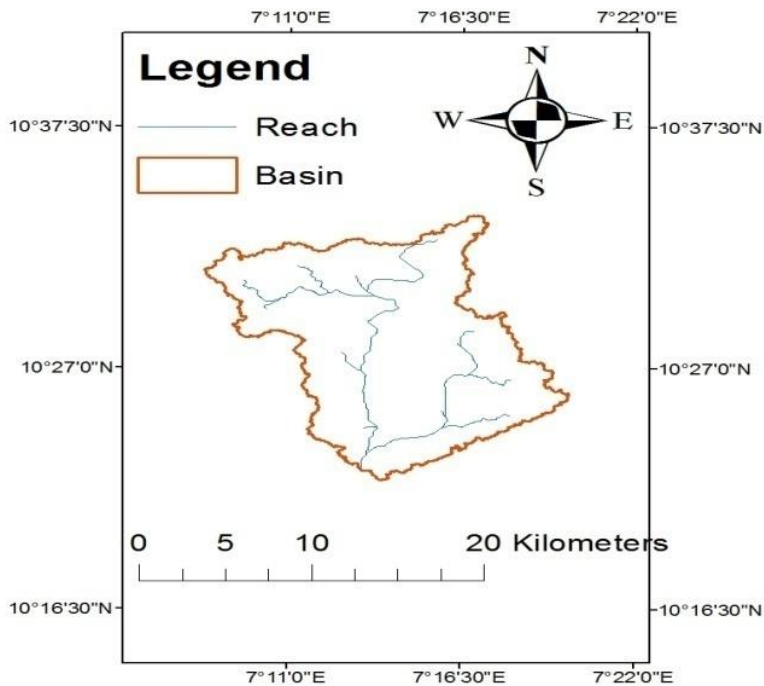 7°11'0"E 7°16'30"E 7°22'0"E
Legend
N
10°37'30"N Reach W E 10°37'30"N
Basin
S
10°27'0"N 10°27'0"N
0 5 10 20 Kilometers
10°16'30"N 10°16'30"N
7°11'0"E 7°16'30"E 7°22'0"E